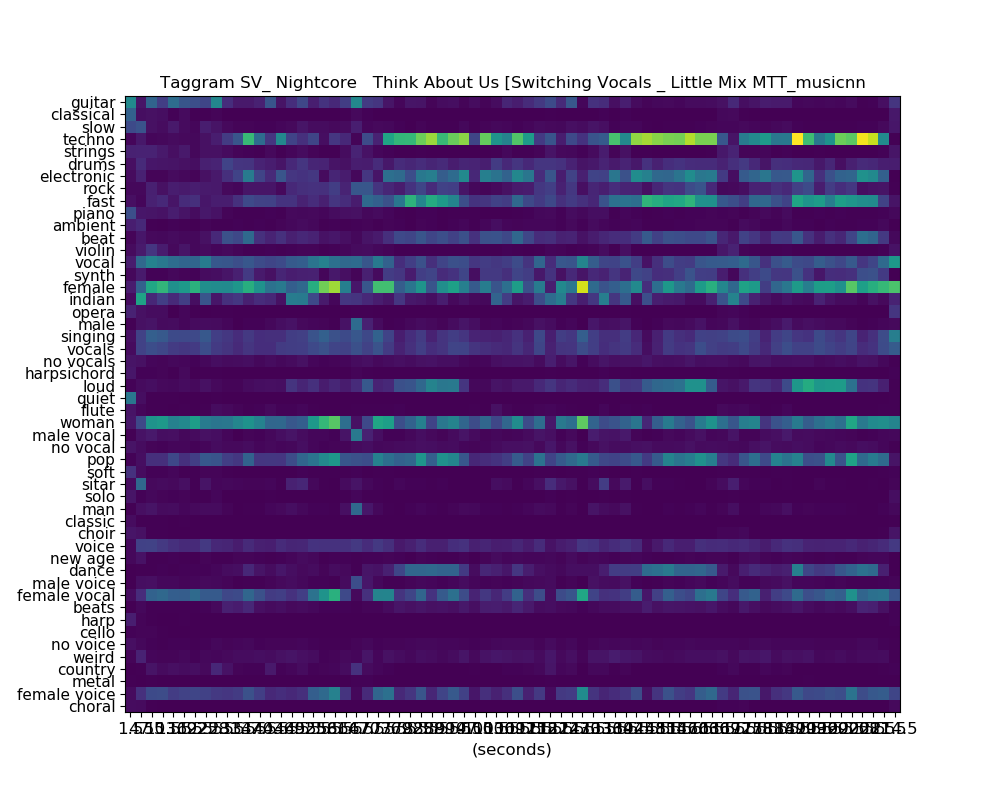 Taggram SV_ Nightcore   Think About Us [Switching Vocals _ Little Mix MTT_musicnn
guitar
classical
slow
techno
strings
drums
electronic
rock
fast
piano
ambient
beat
violin
vocal
synth
female
indian
opera
male
singing
vocals
no vocals
harpsichord
loud
quiet
flute
woman
male vocal
no vocal
pop
soft
sitar
solo
man
classic
choir
voice
new age
dance
male voice
female vocal
beats
harp
cello
no voice
weird
country
metal
female voice
choral
(seconds)